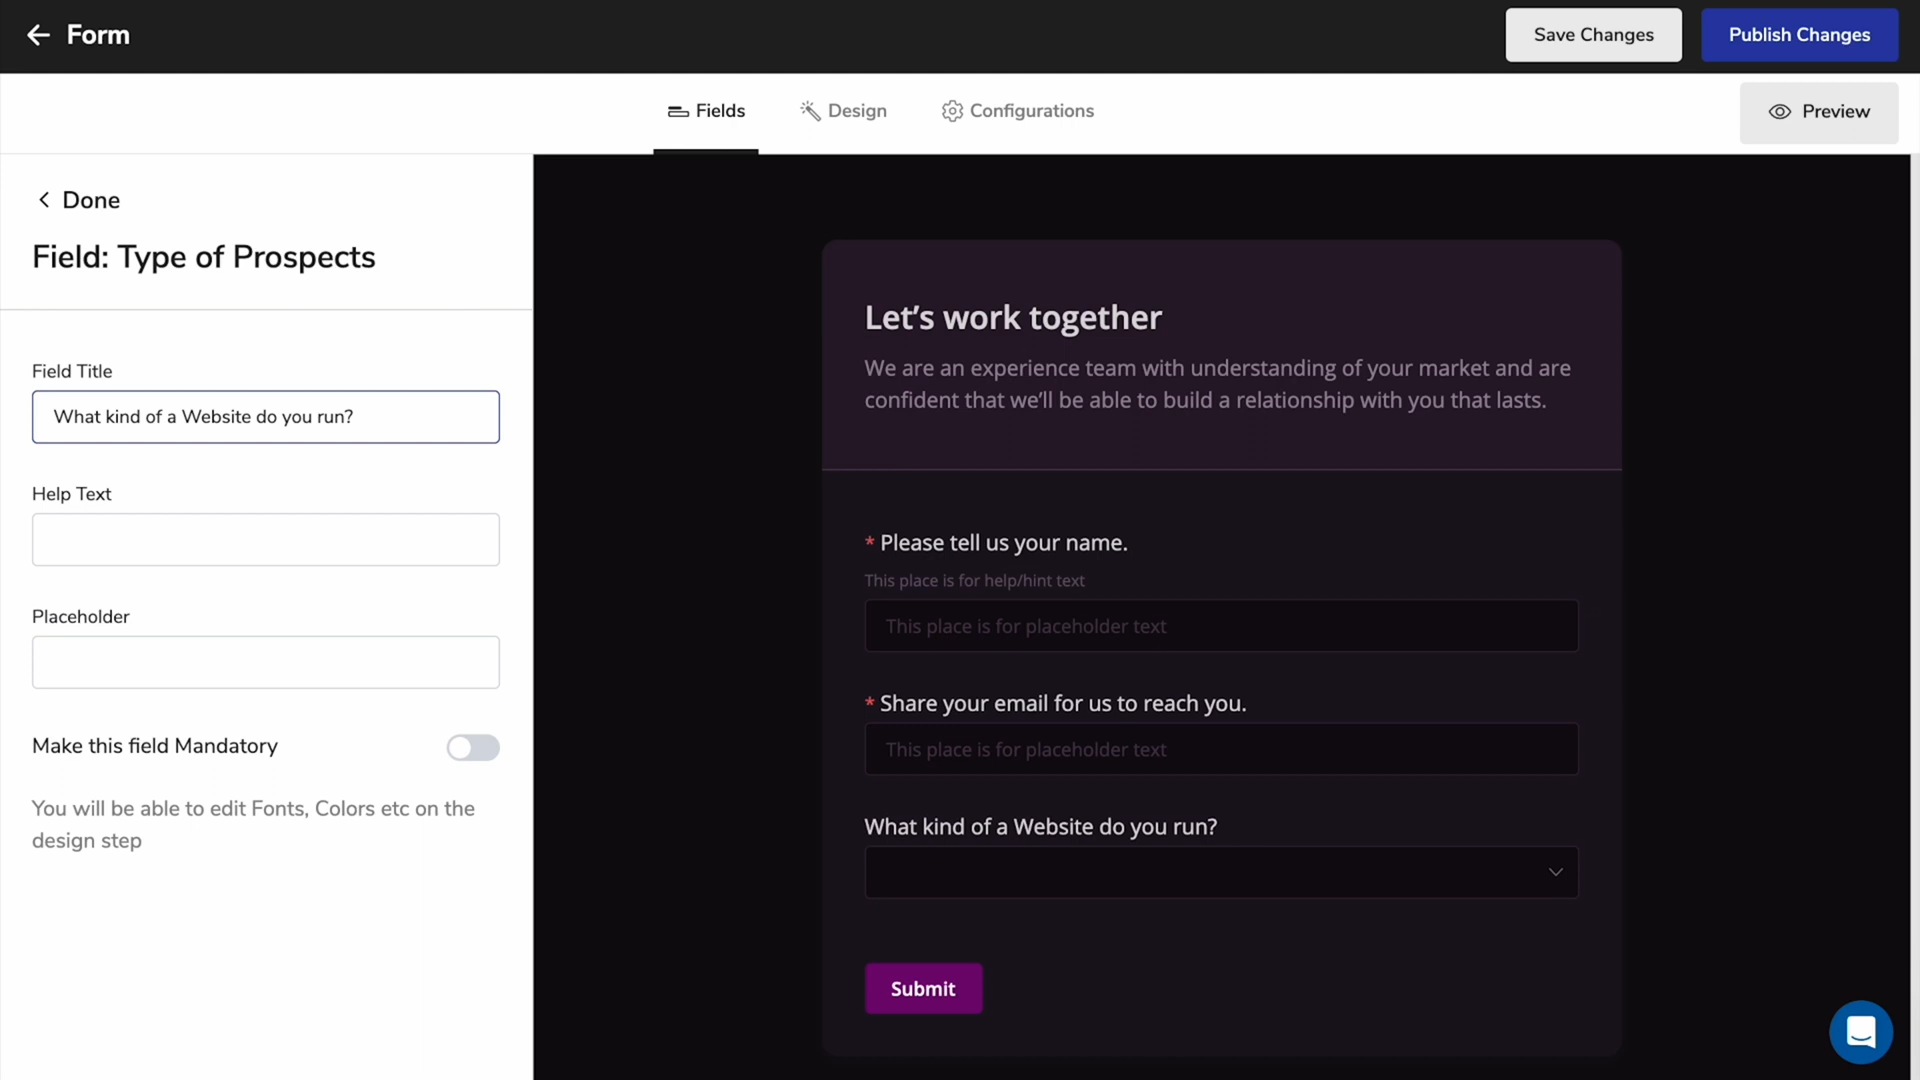 Form
Save Changes
Publish Changes
Fields
Design
Configurations
Preview
Done
Field: Type of Prospects
Field Title
What kind of a Website do you run?
Help Text
Placeholder
Make this field Mandatory
You will be able to edit Fonts, Colors etc on the
design step
Let’s work together
We are an experience team with understanding of your market and are
confident that we’ll be able to build a relationship with you that lasts.
* Please tell us your name.
This place is for help/hint text
This place is for placeholder text
* Share your email for us to reach you.
This place is for placeholder text
What kind of a Website do you run?
Submit